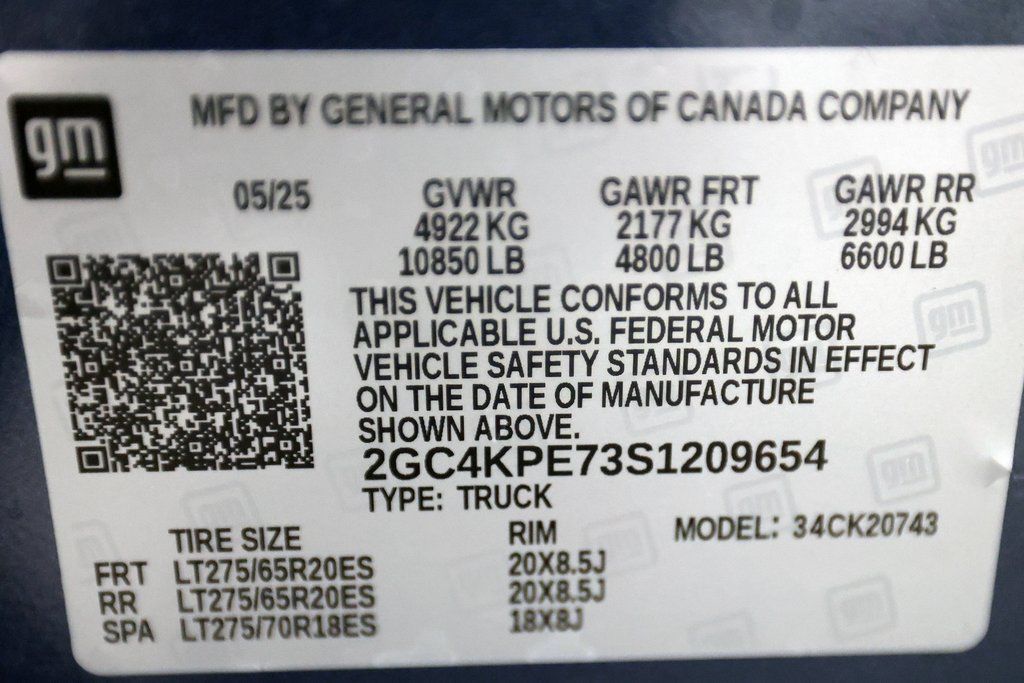 gm
MFD BY GENERAL MOTORS OF CANADA COMPANY
05/25 GVWR GAWR FRT GAWR RR
4922 KG 2177 KG 2994 KG
10850 LB 4800 LB 6600 LB
THIS VEHICLE CONFORMS TO ALL
APPLICABLE U.S. FEDERAL MOTOR
VEHICLE SAFETY STANDARDS IN EFFECT
ON THE DATE OF MANUFACTURE
SHOWN ABOVE.
2GC4KPE73S1209654
TYPE: TRUCK
TIRE SIZE RIM MODEL: 34CK20743
FRT LT275/65R20ES 20X8.5J
RR LT275/65R20ES 20X8.5J
SPA LT275/70R18ES 18X8J